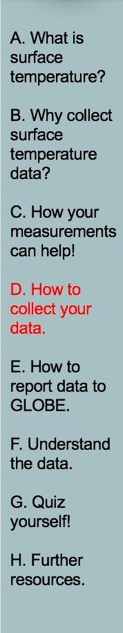 A. What is
surface
temperature?
B. Why collect
surface
temperature
data?
C. How your
measurements
can help!
D. How to
collect your
data.
E. How to
report data to
GLOBE.
F. Understand
the data.
G. Quiz
yourself!
H. Further
resources.